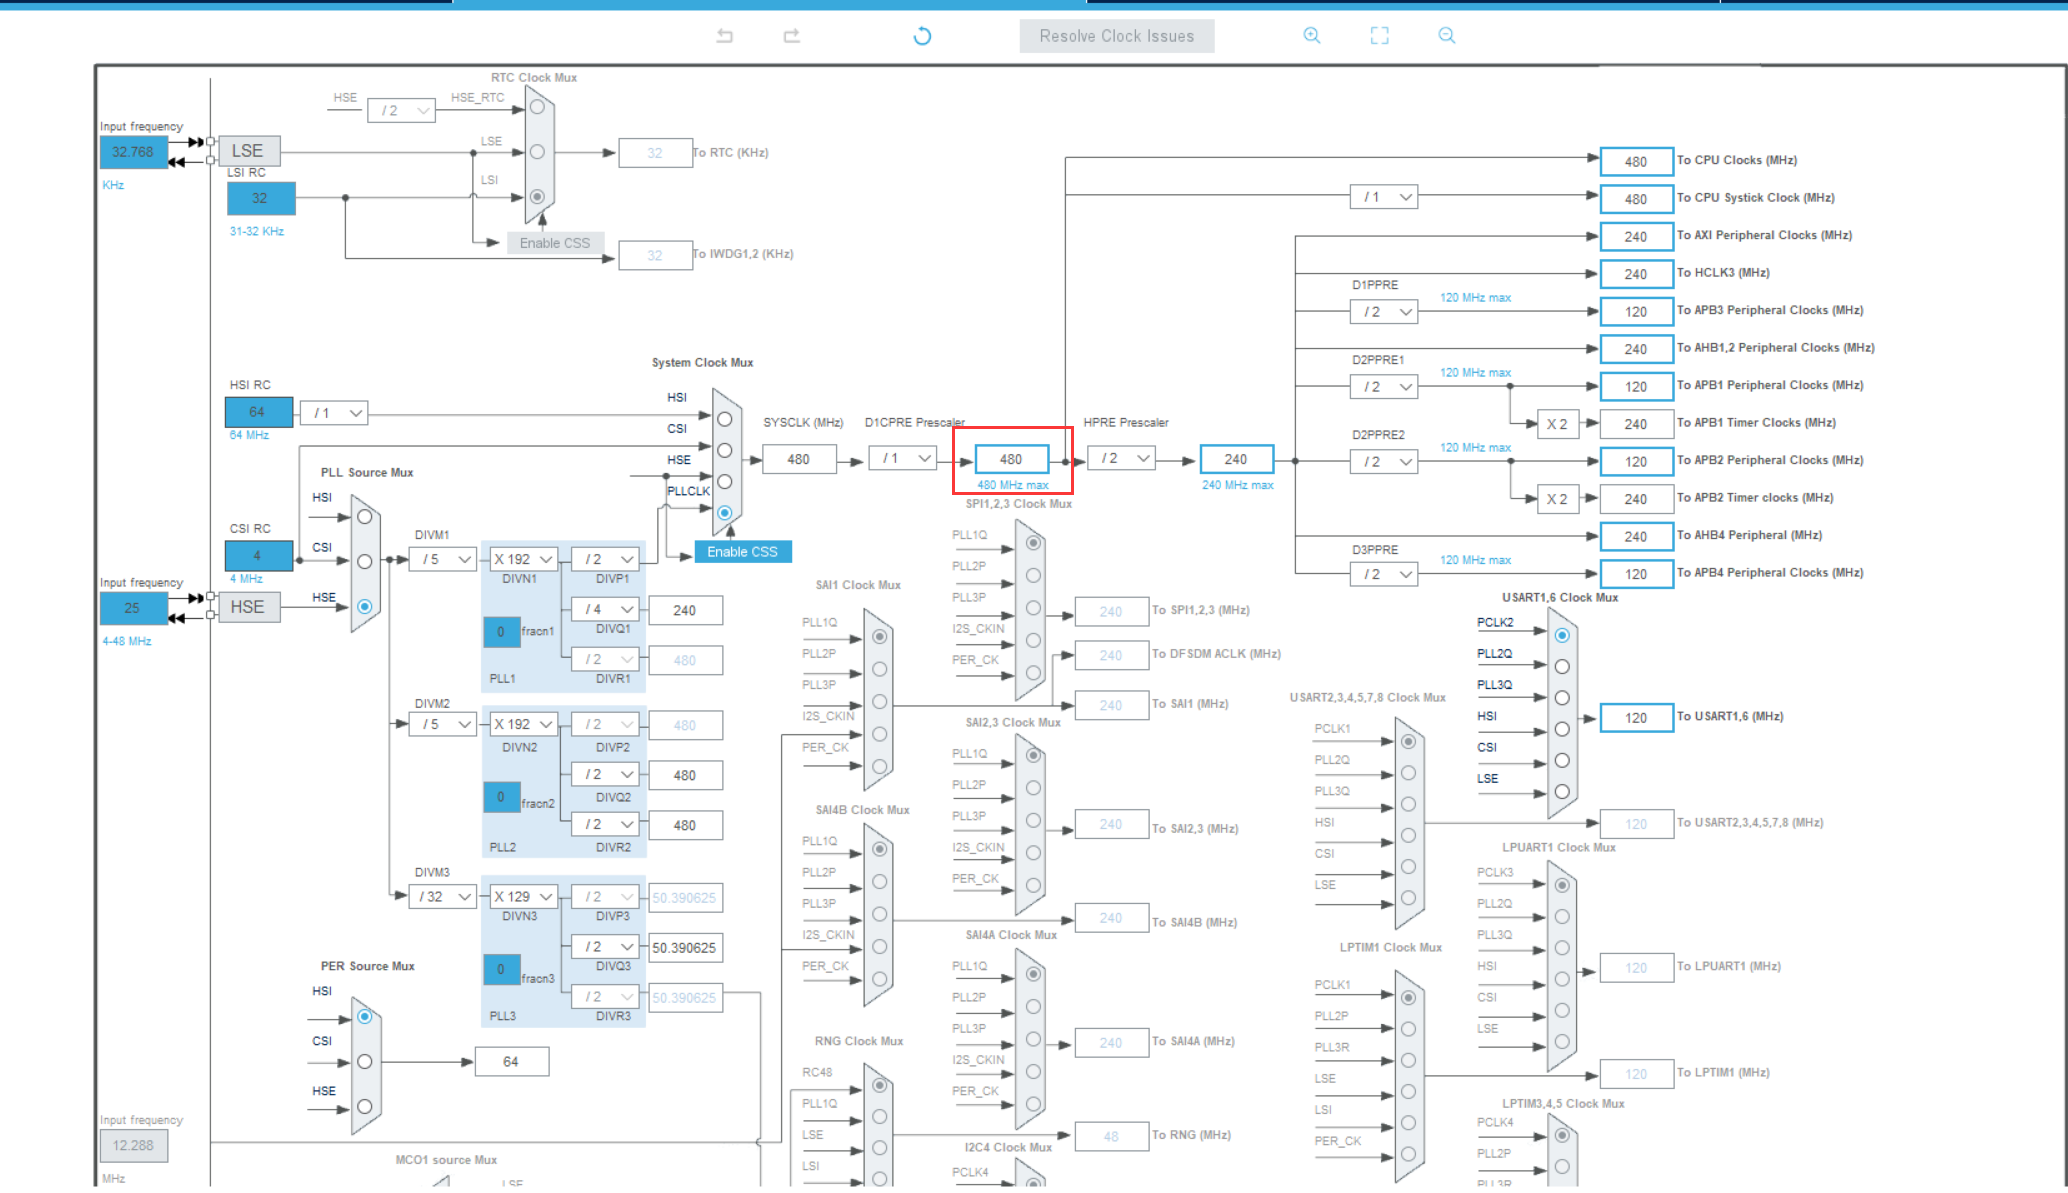 Resolve Clock Issues
RTC Clock Mux
HSE
/ 2
HSE_RTC
Input frequency
32.768
KHz
LSE
LSE
32
To RTC (KHz)
LSI RC
32
31-32 KHz
LSI
Enable CSS
32
To IWDG1,2 (KHz)
480
To CPU Clocks (MHz)
/ 1
480
To CPU Systick Clock (MHz)
240
To AXI Peripheral Clocks (MHz)
240
To HCLK3 (MHz)
D1PPRE
/ 2
120 MHz max
120
To APB3 Peripheral Clocks (MHz)
240
To AHB1,2 Peripheral Clocks (MHz)
D2PPRE1
/ 2
120 MHz max
120
To APB1 Peripheral Clocks (MHz)
X 2
240
To APB1 Timer Clocks (MHz)
D2PPRE2
/ 2
120 MHz max
120
To APB2 Peripheral Clocks (MHz)
X 2
240
To APB2 Timer clocks (MHz)
240
To AHB4 Peripheral (MHz)
D3PPRE
/ 2
120 MHz max
120
To APB4 Peripheral Clocks (MHz)
System Clock Mux
HSI RC
64
64 MHz
/ 1
HSI
CSI
HSE
PLLCLK
Enable CSS
SYSCLK (MHz)
480
D1CPRE Prescaler
/ 1
480
480 MHz max
HPRE Prescaler
/ 2
240
240 MHz max
PLL Source Mux
HSI
CSI
HSE
CSI RC
4
4 MHz
Input frequency
25
4-48 MHz
HSE
DIVM1
/ 5
X 192
DIVN1
/ 2
DIVP1
/ 4
DIVQ1
240
0
fracn1
/ 2
DIVR1
480
PLL1
DIVM2
/ 5
X 192
DIVN2
/ 2
DIVP2
480
/ 2
DIVQ2
480
0
fracn2
/ 2
DIVR2
480
PLL2
DIVM3
/ 32
X 129
DIVN3
/ 2
DIVP3
50.390625
/ 2
DIVQ3
50.390625
0
fracn3
/ 2
DIVR3
50.390625
PLL3
PER Source Mux
HSI
CSI
HSE
64
Input frequency
12.288
MHz
MCO1 source Mux
LSE
SAI1 Clock Mux
PLL1Q
PLL2P
PLL3P
I2S_CKIN
PER_CK
240
To DFSDM ACLK (MHz)
240
To SAI1 (MHz)
SAI4B Clock Mux
PLL1Q
PLL2P
PLL3P
I2S_CKIN
PER_CK
240
To SAI4B (MHz)
RNG Clock Mux
RC48
PLL1Q
LSE
LSI
48
To RNG (MHz)
SPI1,2,3 Clock Mux
PLL1Q
PLL2P
PLL3P
I2S_CKIN
PER_CK
240
To SPI1,2,3 (MHz)
SAI2,3 Clock Mux
PLL1Q
PLL2P
PLL3P
I2S_CKIN
PER_CK
240
To SAI2,3 (MHz)
SAI4A Clock Mux
PLL1Q
PLL2P
PLL3P
I2S_CKIN
PER_CK
240
To SAI4A (MHz)
I2C4 Clock Mux
PCLK4
USART2,3,4,5,7,8 Clock Mux
PCLK1
PLL2Q
PLL3Q
HSI
CSI
LSE
120
To USART2,3,4,5,7,8 (MHz)
LPTIM1 Clock Mux
PCLK1
PLL2P
PLL3R
LSE
LSI
PER_CK
120
To LPTIM1 (MHz)
USART1,6 Clock Mux
PCLK2
PLL2Q
PLL3Q
HSI
CSI
LSE
120
To USART1,6 (MHz)
LPUART1 Clock Mux
PCLK3
PLL2Q
PLL3Q
HSI
CSI
LSE
120
To LPUART1 (MHz)
LPTIM3,4,5 Clock Mux
PCLK4
PLL2P
PLL3R